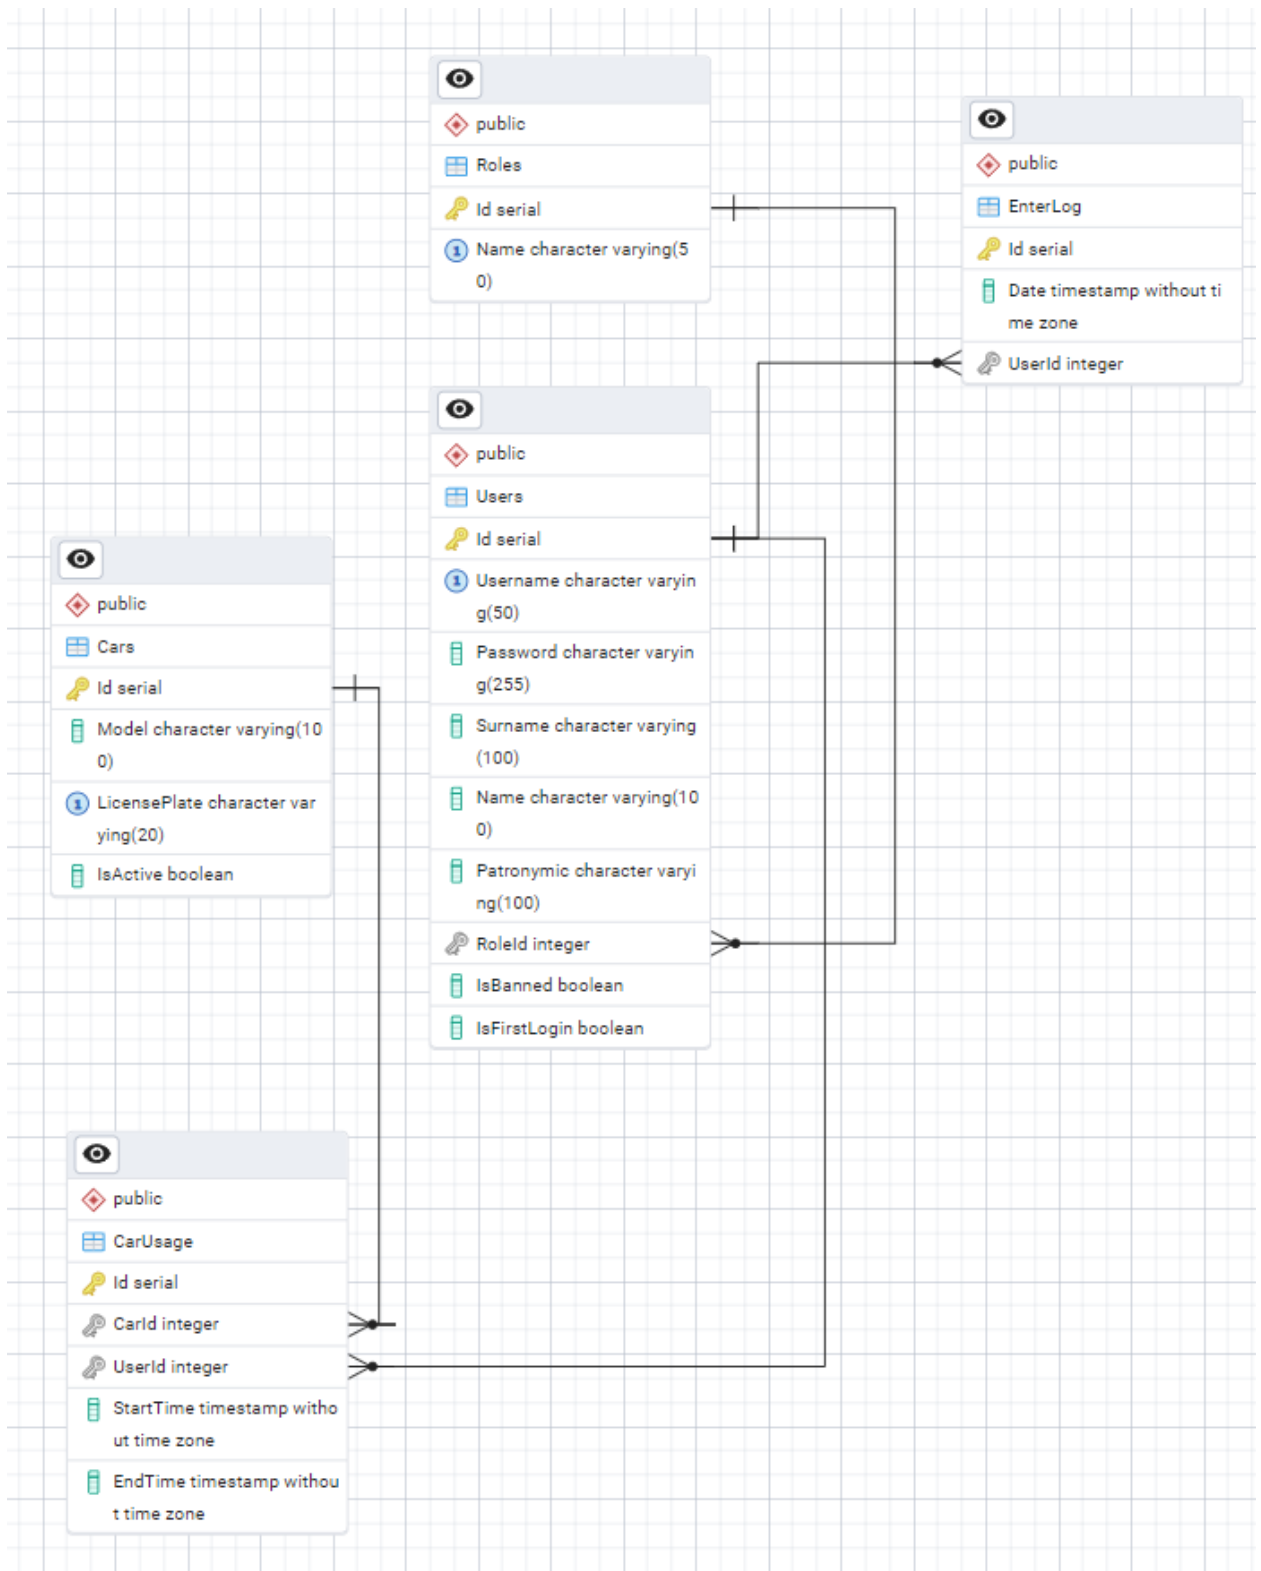 public
Roles
Id serial
1 Name character varying(5
0)
public
EnterLog
Id serial
Date timestamp without ti
me zone
UserId integer
public
Users
Id serial
1 Username character varyin
g(50)
Password character varyin
g(255)
Surname character varying
(100)
Name character varying(10
0)
Patronymic character varyi
ng(100)
RoleId integer
IsBanned boolean
IsFirstLogin boolean
public
Cars
Id serial
Model character varying(10
0)
1 LicensePlate character var
ying(20)
IsActive boolean
public
CarUsage
Id serial
CarId integer
UserId integer
StartTime timestamp witho
ut time zone
EndTime timestamp withou
t time zone